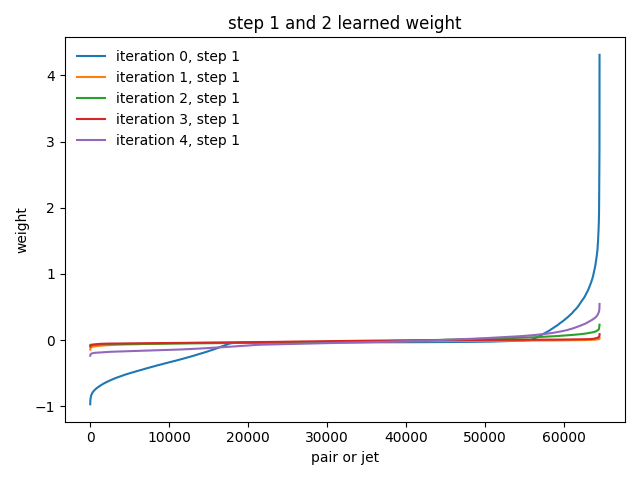 step 1 and 2 learned weight
iteration 0, step 1
iteration 1, step 1
iteration 2, step 1
iteration 3, step 1
iteration 4, step 1
4
3
2
1
0
−1
weight
0 10000 20000 30000 40000 50000 60000
pair or jet